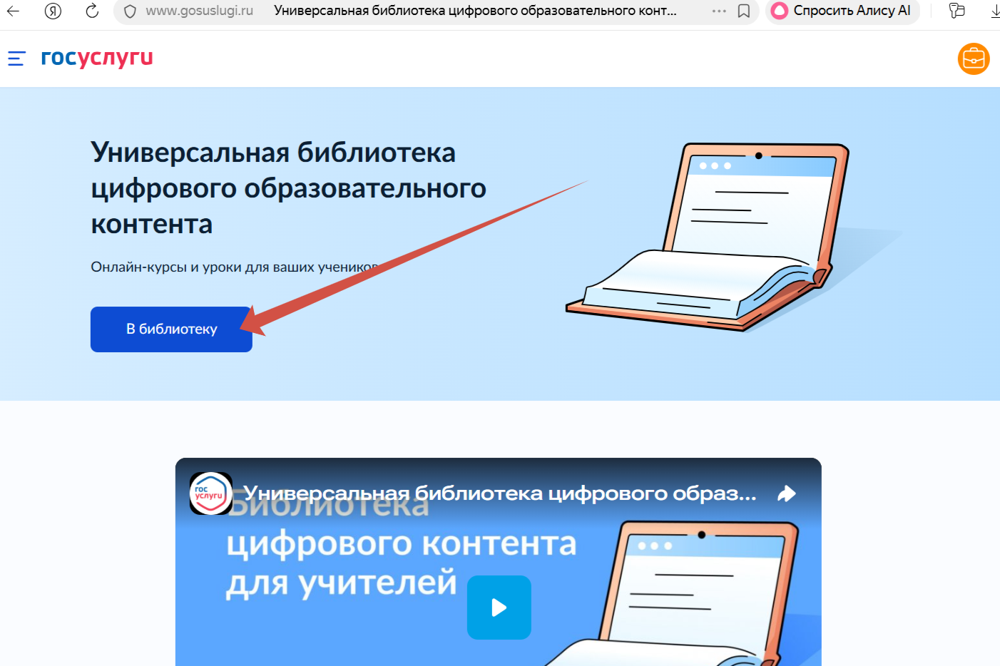 Я
www.gosuslugi.ru Универсальная библиотека цифрового образовательного конт... Спросить Алису AI
госуслуги
Универсальная библиотека
цифрового образовательного
контента
Онлайн-курсы и уроки для ваших учеников
В библиотеку
гос
услуги
Универсальная библиотека цифрового образ...
Библиотека
цифрового контента
для учителей